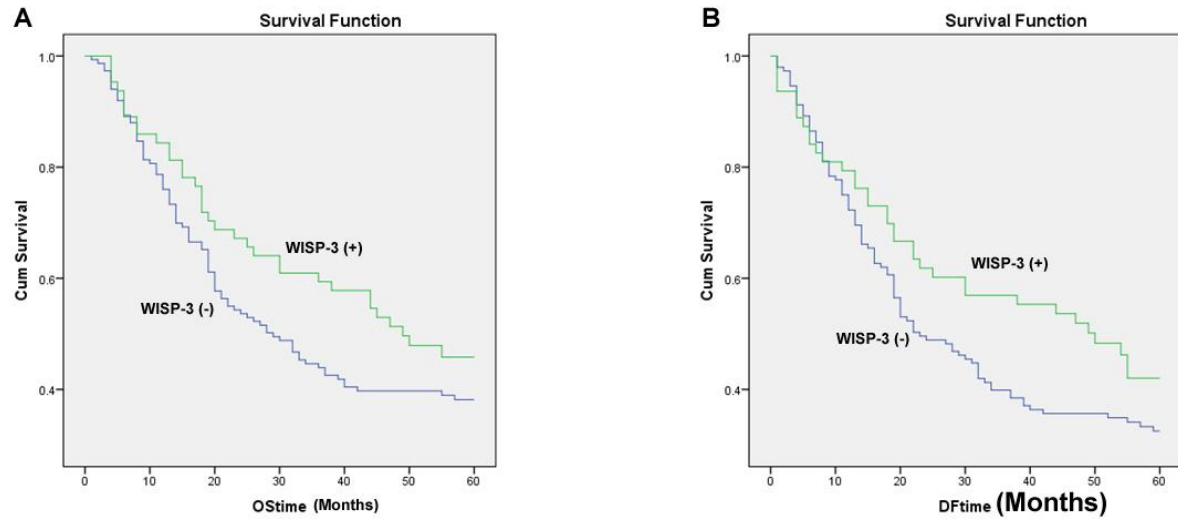 A
Survival Function
1.0
0.8
0.6
0.4
Cum Survival
WISP-3 (+)
WISP-3 (-)
0 10 20 30 40 50 60
OStime (Months)
B
Survival Function
1.0
0.8
0.6
0.4
Cum Survival
WISP-3 (+)
WISP-3 (-)
0 10 20 30 40 50 60
DFtime (Months)